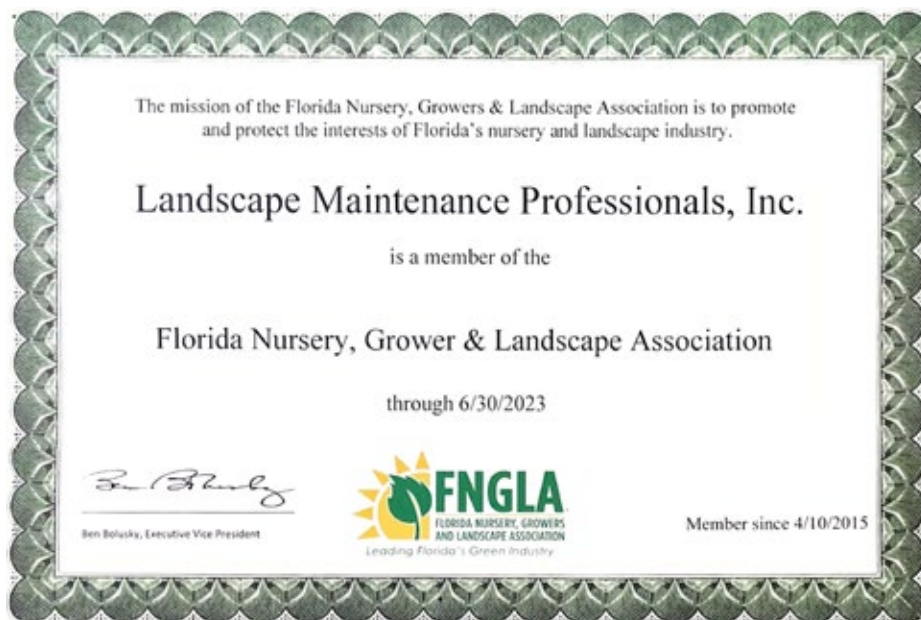 The mission of the Florida Nursery, Growers & Landscape Association is to promote
and protect the interests of Florida's nursery and landscape industry.
Landscape Maintenance Professionals, Inc.
is a member of the
Florida Nursery, Grower & Landscape Association
through 6/30/2023
Ben Bolusky, Executive Vice President
FNGLA
FLORIDA NURSERY, GROWERS
AND LANDSCAPE ASSOCIATION
Leading Florida's Green Industry
Member since 4/10/2015